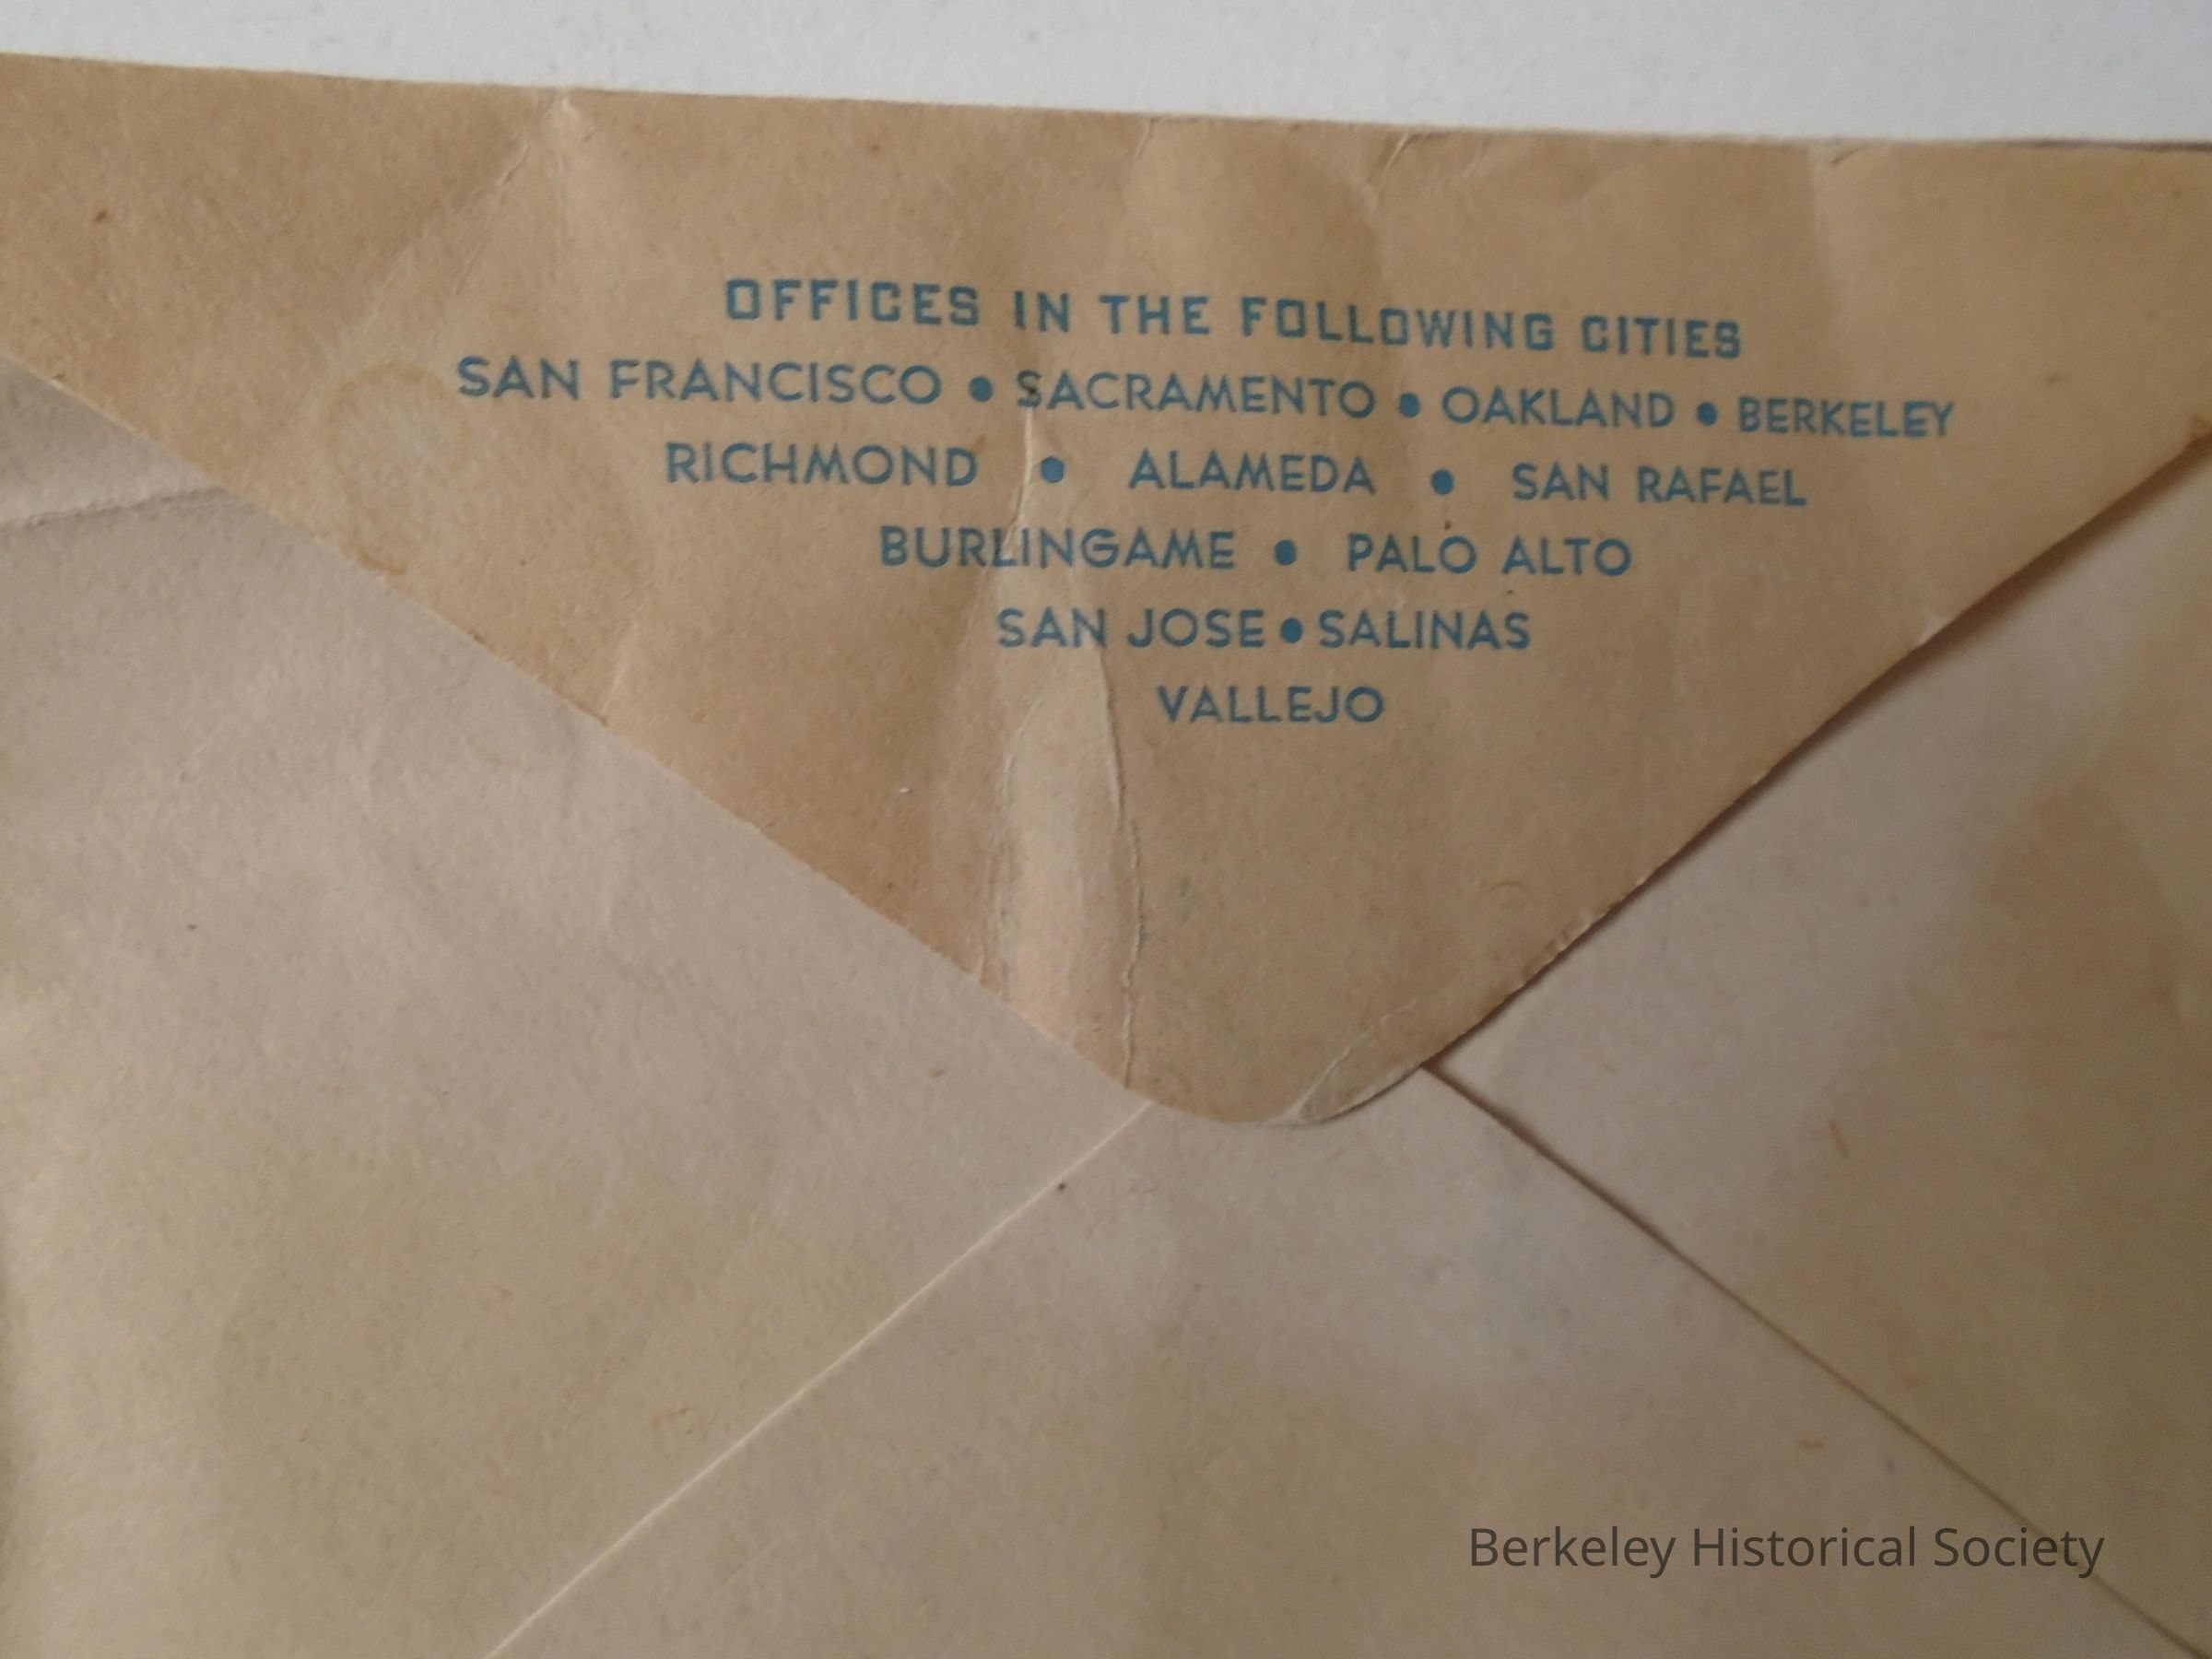 OFFICES IN THE FOLLOWING CITIES
SAN FRANCISCO • SACRAMENTO • OAKLAND • BERKELEY
RICHMOND • ALAMEDA • SAN RAFAEL
BURLINGAME • PALO ALTO
SAN JOSE • SALINAS
VALLEJO
Berkeley Historical Society